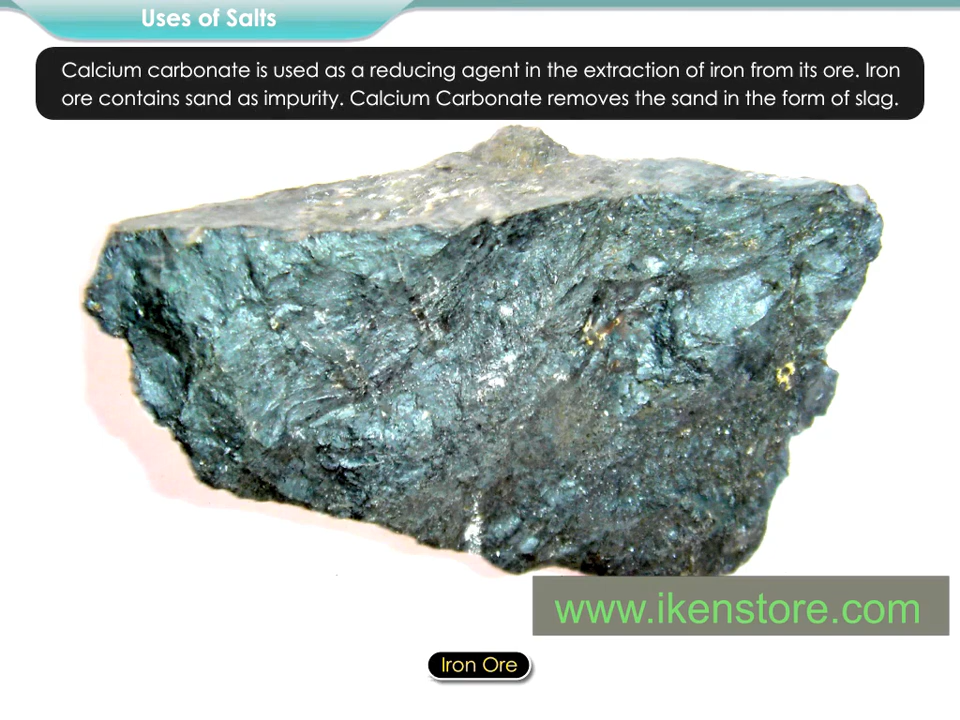 Uses of Salts
Calcium carbonate is used as a reducing agent in the extraction of iron from its ore. Iron
ore contains sand as impurity. Calcium Carbonate removes the sand in the form of slag.
www.ikenstore.com
Iron Ore